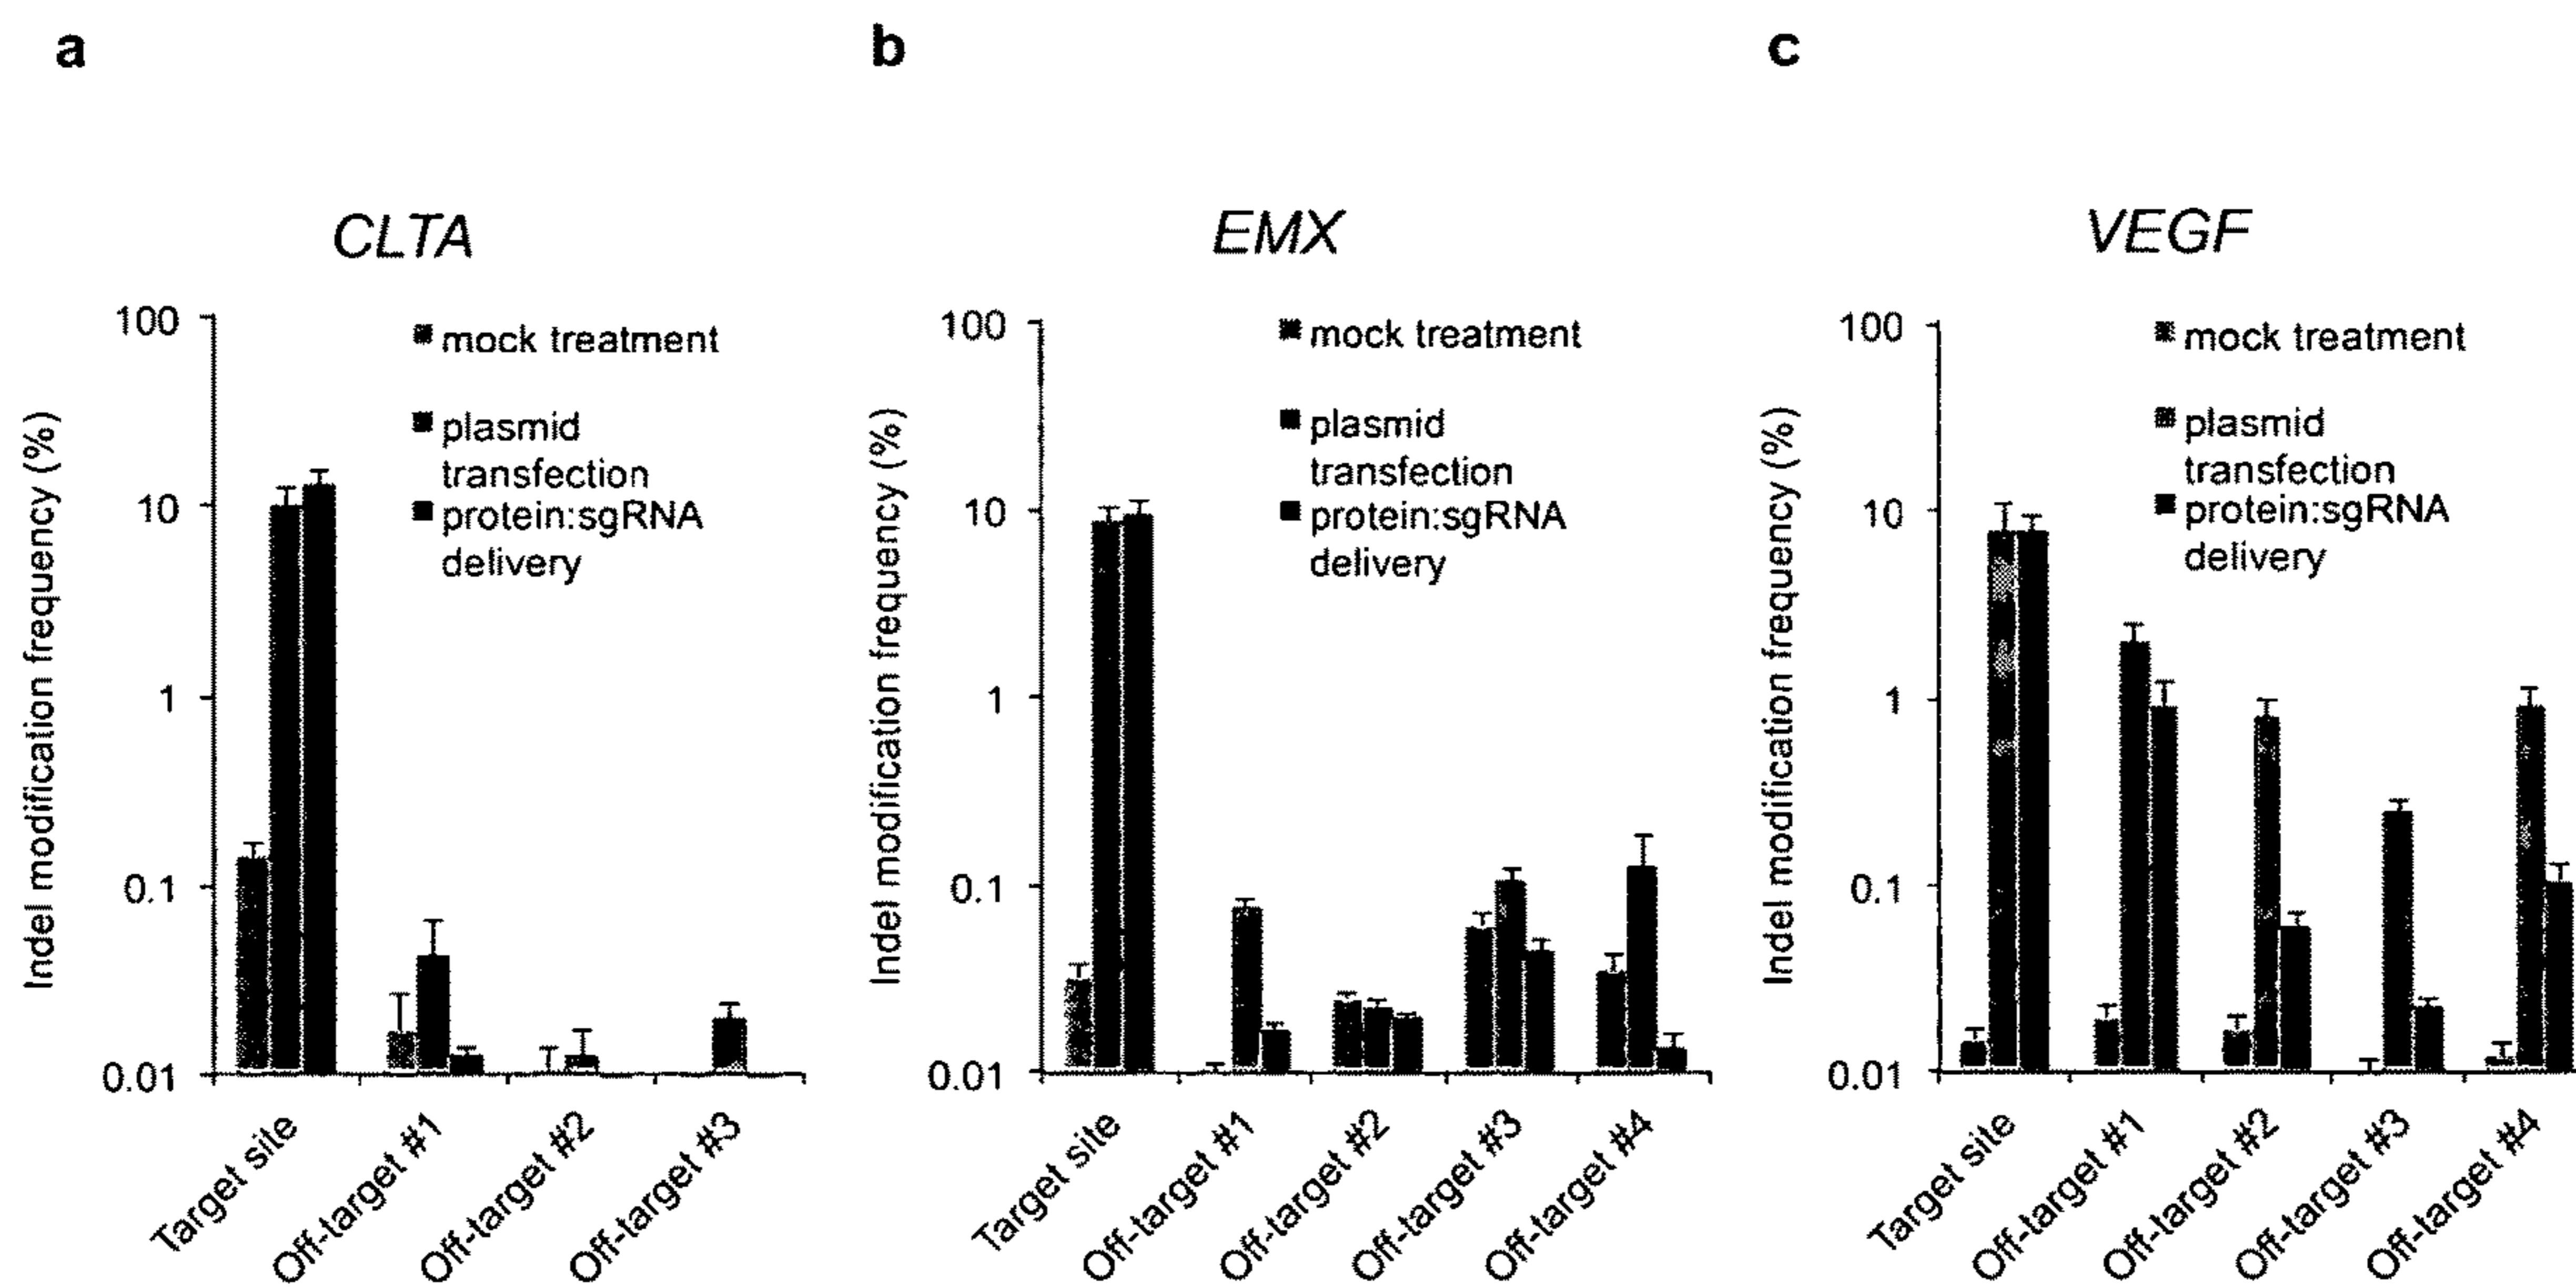 a
CLTA
100
10
1
0.1
0.01
Indel modification frequency (%)
mock treatment
plasmid
transfection
protein:sgRNA
delivery
Target site
Off-target #1
Off-target #2
Off-target #3
b
EMX
100
10
1
0.1
0.01
Indel modification frequency (%)
mock treatment
plasmid
transfection
protein:sgRNA
delivery
Target site
Off-target #1
Off-target #2
Off-target #3
Off-target #4
c
VEGF
100
10
1
0.1
0.01
Indel modification frequency (%)
mock treatment
plasmid
transfection
protein:sgRNA
delivery
Target site
Off-target #1
Off-target #2
Off-target #3
Off-target #4